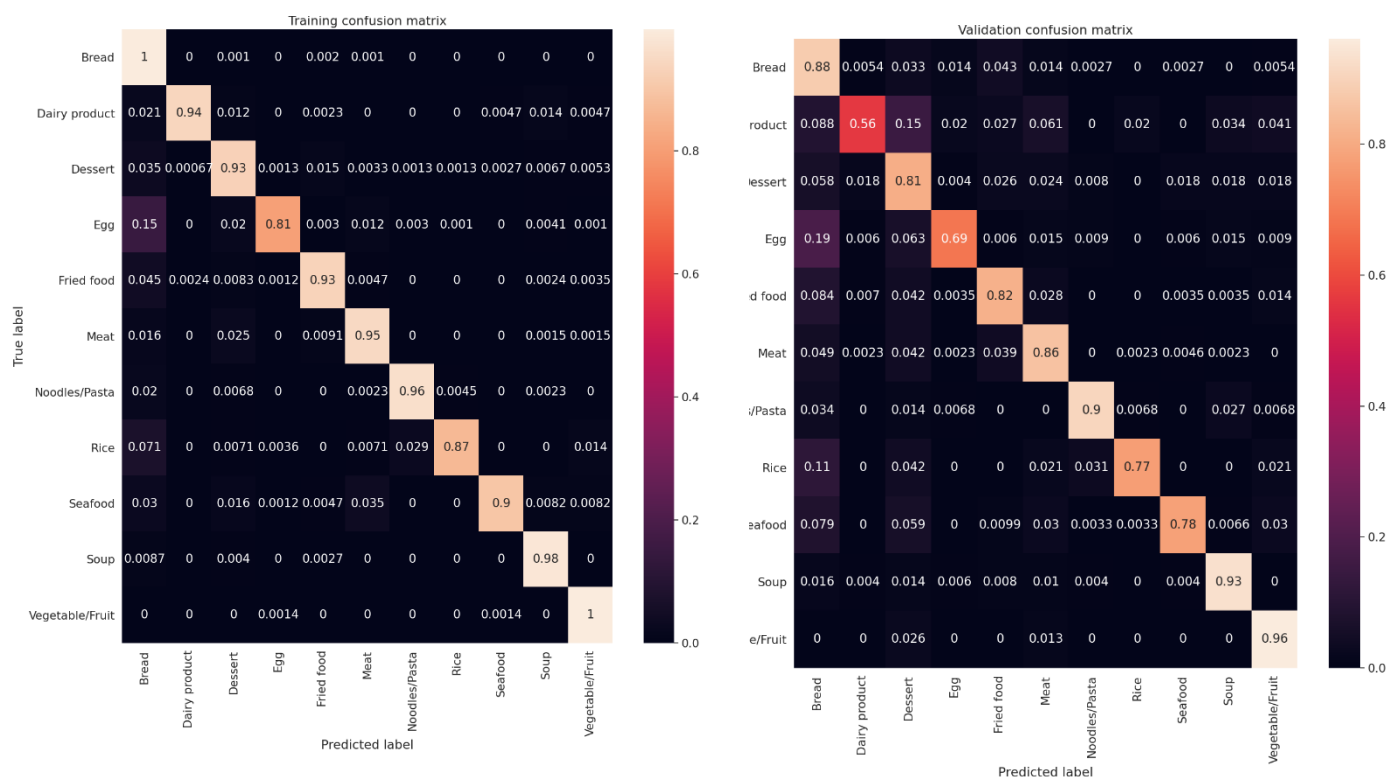 Training confusion matrix
Bread 1 0 0.001 0 0.002 0.001 0 0 0 0 0
Dairy product 0.021 0.94 0.012 0 0.0023 0 0 0 0.0047 0.014 0.0047
Dessert 0.035 0.00067 0.93 0.0013 0.015 0.0033 0.0013 0.0013 0.0027 0.0067 0.0053
Egg 0.15 0 0.02 0.81 0.003 0.012 0.003 0.001 0 0.0041 0.001
Fried food 0.045 0.0024 0.0083 0.0012 0.93 0.0047 0 0 0 0.0024 0.0035
Meat 0.016 0 0.025 0 0.0091 0.95 0 0 0 0.0015 0.0015
Noodles/Pasta 0.02 0 0.0068 0 0 0.0023 0.96 0.0045 0 0.0023 0
Rice 0.071 0 0.0071 0.0036 0 0.0071 0.029 0.87 0 0 0.014
Seafood 0.03 0 0.016 0.0012 0.0047 0.035 0 0 0.9 0.0082 0.0082
Soup 0.0087 0 0.004 0 0.0027 0 0 0 0 0.98 0
Vegetable/Fruit 0 0 0 0.0014 0 0 0 0 0.0014 0 1
True label
Bread Dairy product Dessert Egg Fried food Meat Noodles/Pasta Rice Seafood Soup Vegetable/Fruit
Predicted label
0.8
0.6
0.4
0.2
0.0
Validation confusion matrix
Bread 0.88 0.0054 0.033 0.014 0.043 0.014 0.0027 0 0.0027 0 0.0054
roduct 0.088 0.56 0.15 0.02 0.027 0.061 0 0.02 0 0.034 0.041
essert 0.058 0.018 0.81 0.004 0.026 0.024 0.008 0 0.018 0.018 0.018
Egg 0.19 0.006 0.063 0.69 0.006 0.015 0.009 0 0.006 0.015 0.009
d food 0.084 0.007 0.042 0.0035 0.82 0.028 0 0 0.0035 0.0035 0.014
Meat 0.049 0.0023 0.042 0.0023 0.039 0.86 0 0.0023 0.0046 0.0023 0
s/Pasta 0.034 0 0.014 0.0068 0 0 0.9 0.0068 0 0.027 0.0068
Rice 0.11 0 0.042 0 0 0.021 0.031 0.77 0 0 0.021
eafood 0.079 0 0.059 0 0.0099 0.03 0.0033 0.0033 0.78 0.0066 0.03
Soup 0.016 0.004 0.014 0.006 0.008 0.01 0.004 0 0.004 0.93 0
e/Fruit 0 0 0.026 0 0 0.013 0 0 0 0 0.96
Bread Dairy product Dessert Egg Fried food Meat Noodles/Pasta Rice Seafood Soup Vegetable/Fruit
Predicted label
0.8
0.6
0.4
0.2
0.0